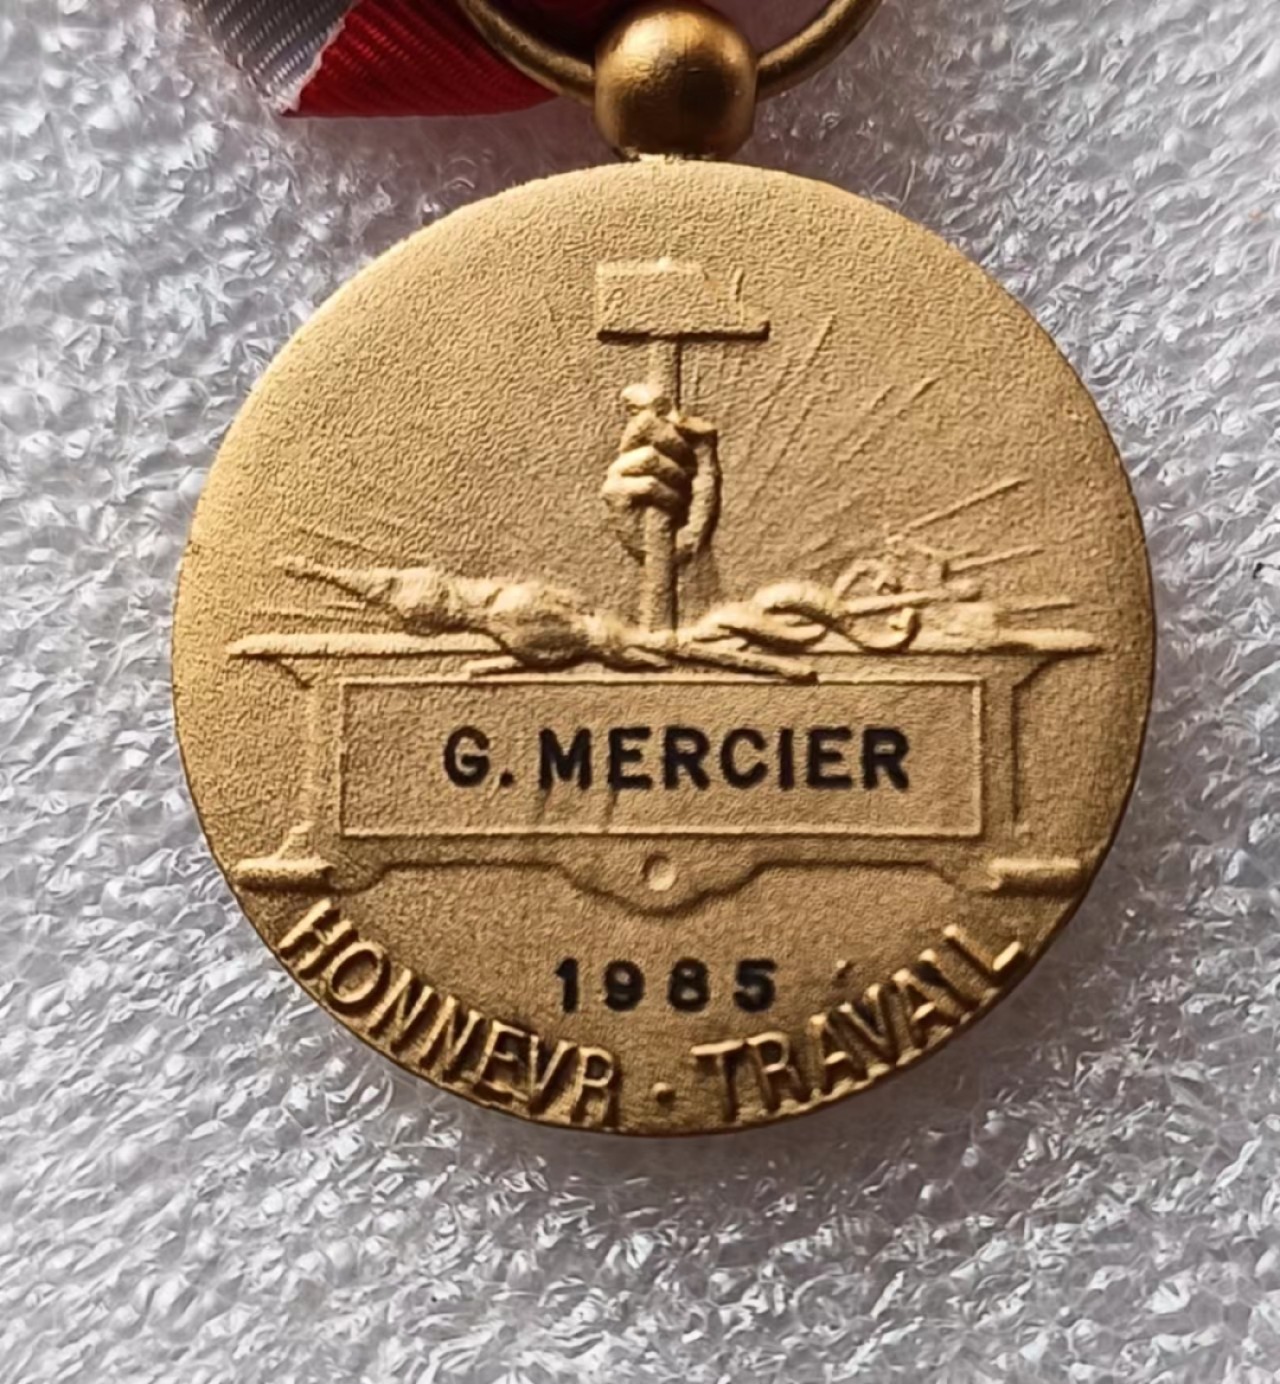 G. MERCIER
1985
HONNEVR · TRAVAIL